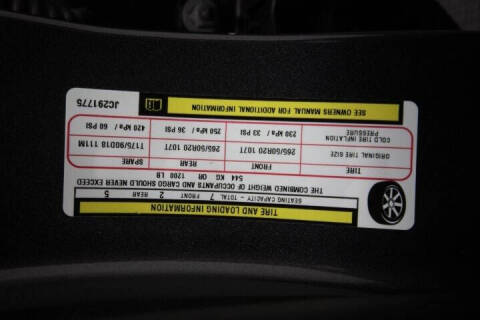 TIRE AND LOADING INFORMATION
SEATING CAPACITY - TOTAL 7 FRONT 2 REAR 5
THE COMBINED WEIGHT OF OCCUPANTS AND CARGO SHOULD NEVER EXCEED
544 KG OR 1200 LB
TIRE FRONT REAR SPARE
ORIGINAL TIRE SIZE 265/50R20 107T 265/50R20 107T T175/90D18 111M
COLD TIRE INFLATION PRESSURE 230 kPa / 33 PSI 250 kPa / 36 PSI 420 kPa / 60 PSI
SEE OWNERS MANUAL FOR ADDITIONAL INFORMATION
JC291775